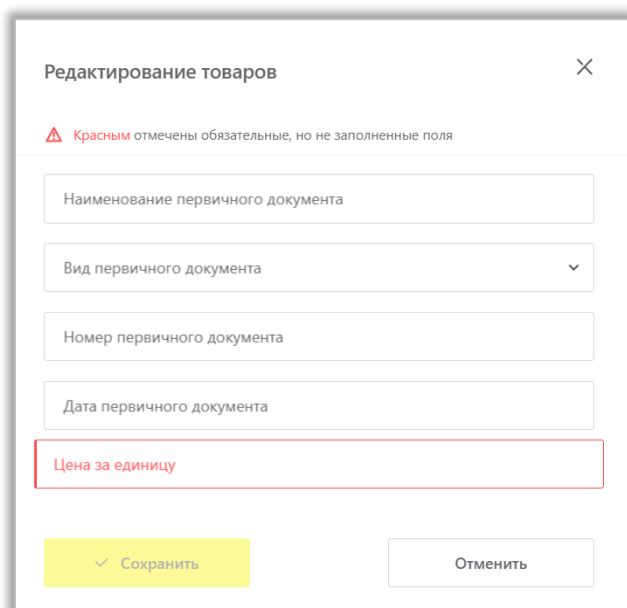 Редактирование товаров
Красным отмечены обязательные, но не заполненные поля
Наименование первичного документа
Вид первичного документа
Номер первичного документа
Дата первичного документа
Цена за единицу
Сохранить
Отменить